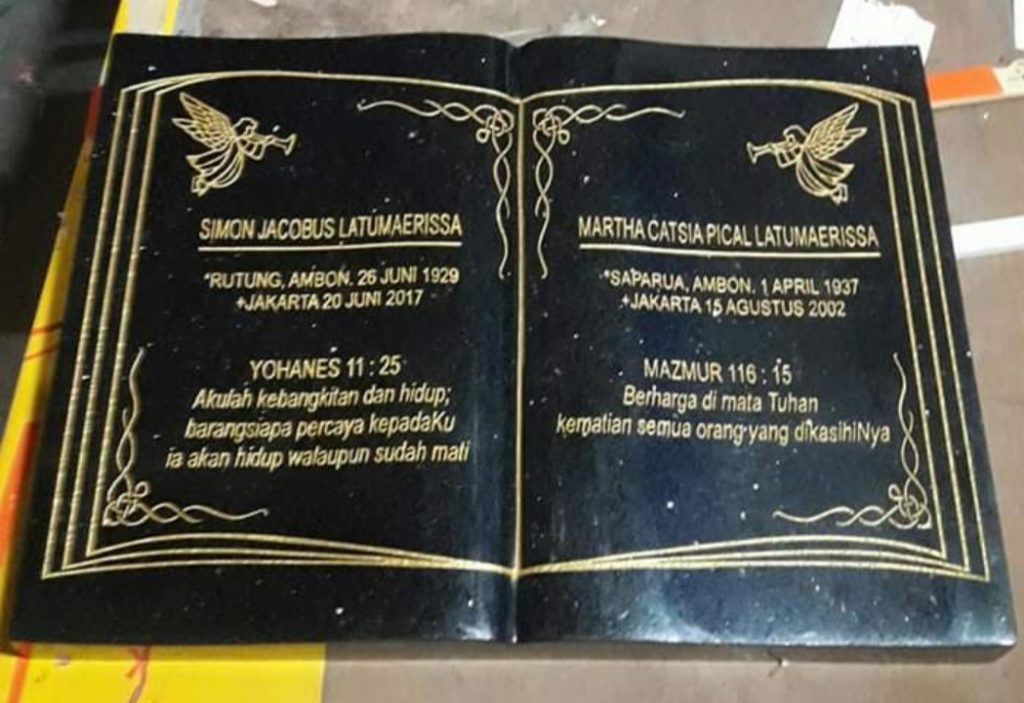 SIMON JACOBUS LATUMAERISSA
*RUTUNG, AMBON. 26 JUNI 1929
+JAKARTA 20 JUNI 2017
YOHANES 11 : 25
Akulah kebangkitan dan hidup;
barangsiapa percaya kepadaKu
ia akan hidup walaupun sudah mati
MARTHA CATSIA PICAL LATUMAERISSA
*SAPARUA, AMBON. 1 APRIL 1937
+JAKARTA 15 AGUSTUS 2002
MAZMUR 116 : 15
Berharga di mata Tuhan
kematian semua orang yang dikasihiNya